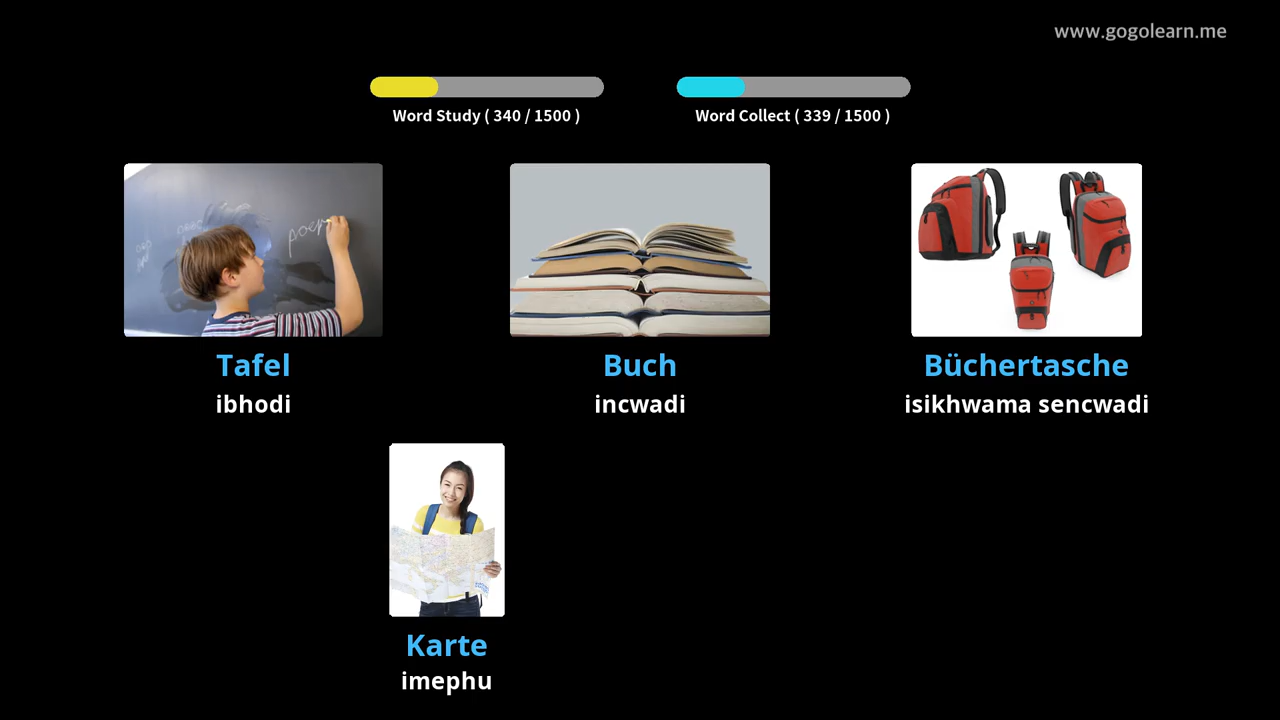 www.gogolearn.me
Word Study ( 340 / 1500 )
Word Collect ( 339 / 1500 )
poer
Tafel
ibhodi
Buch
incwadi
Büchertasche
isikhwama sencwadi
Karte
imephu